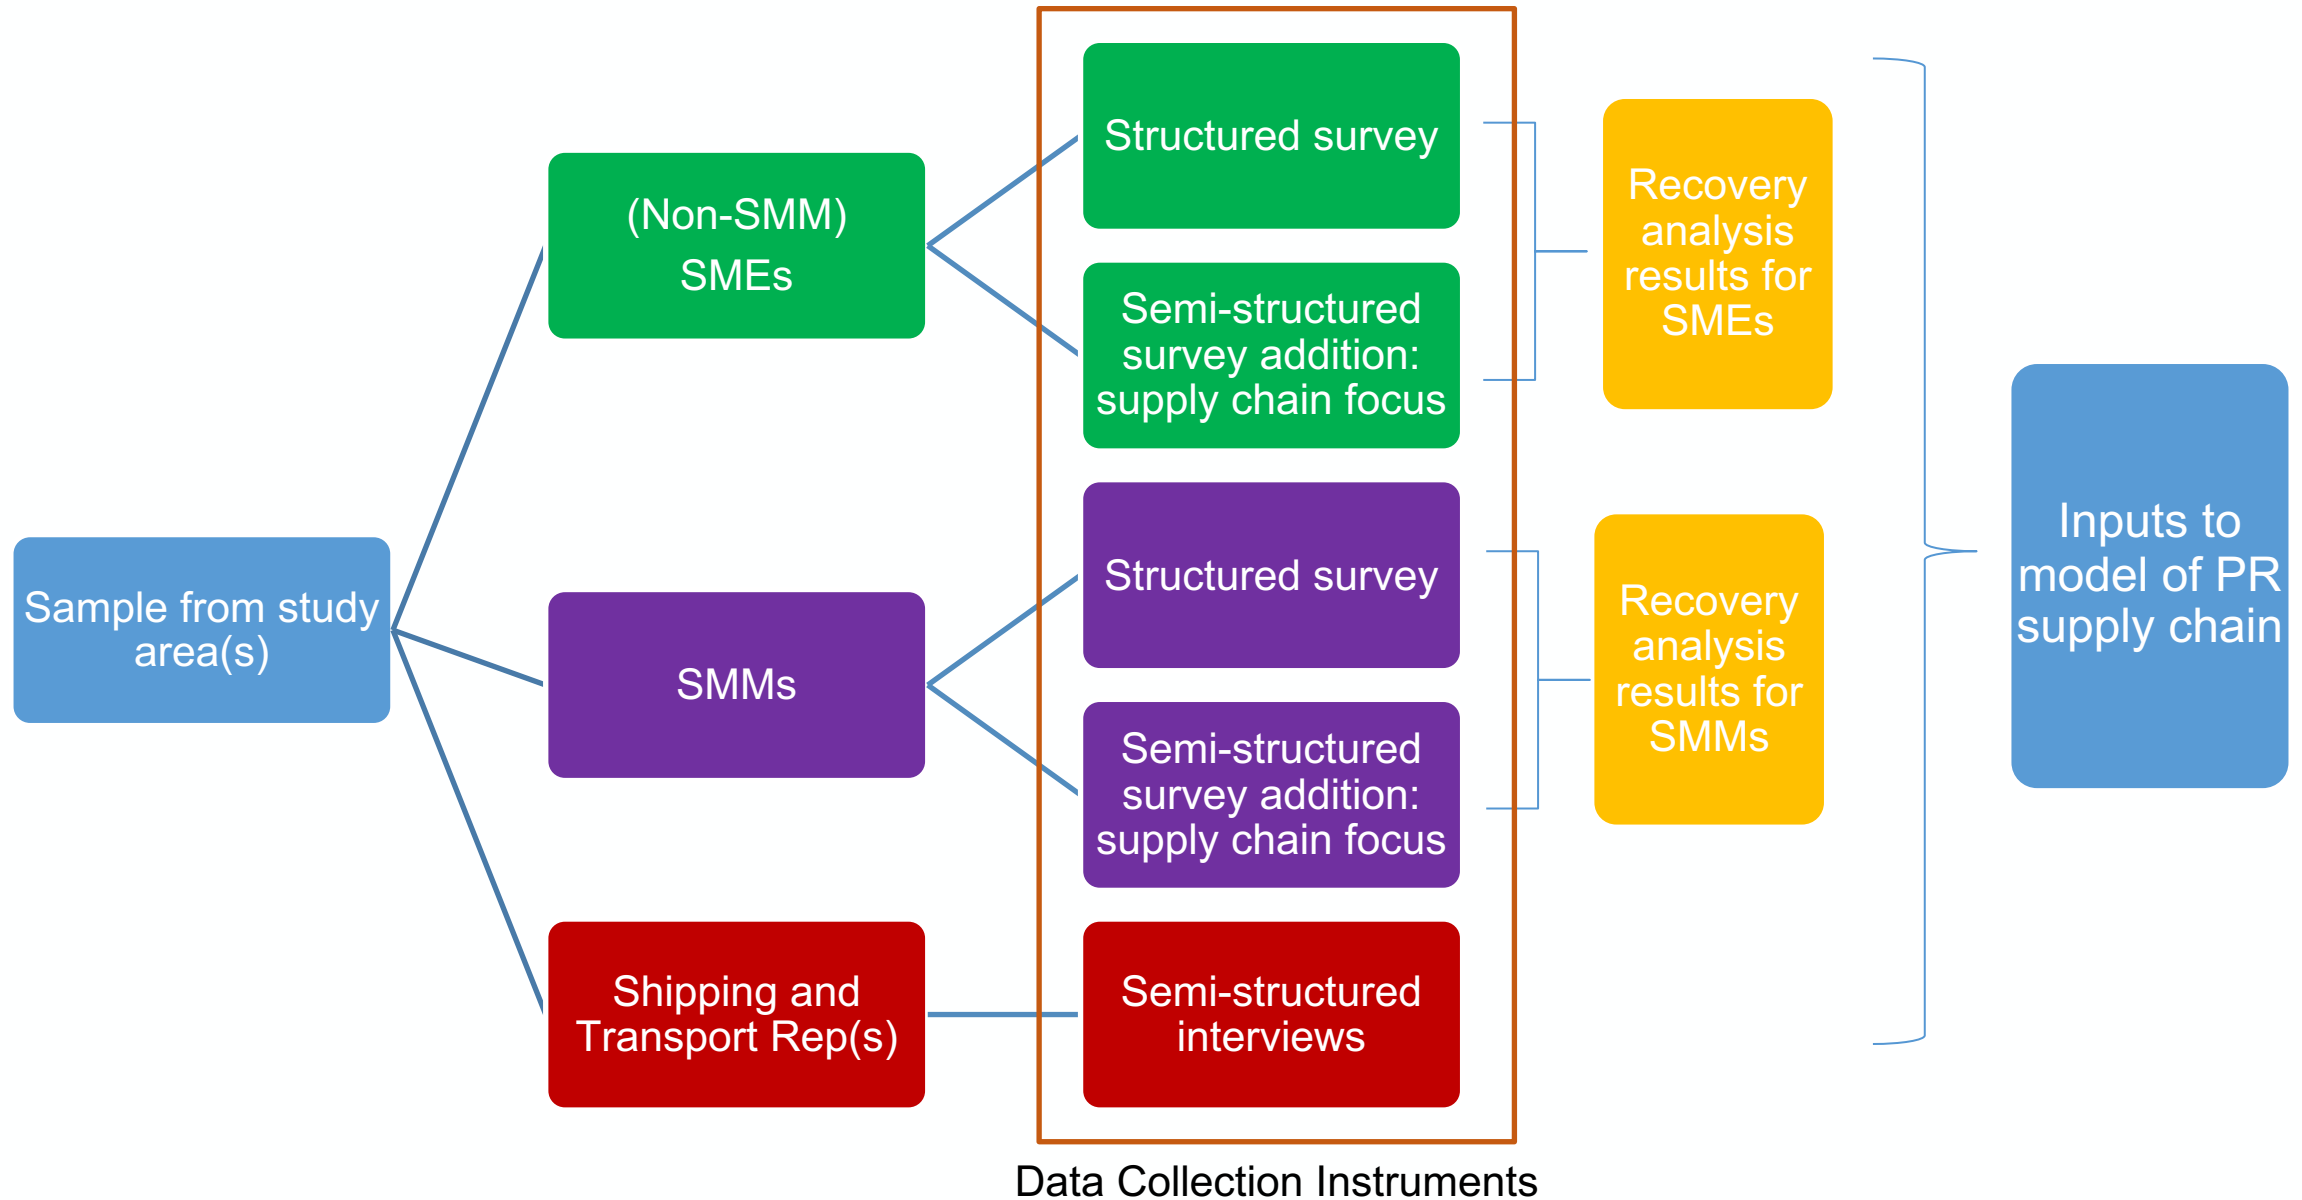 Sample from study
area(s)
(Non-SMM)
SMEs
SMMs
Shipping and
Transport Rep(s)
Structured survey
Semi-structured
survey addition:
supply chain focus
Structured survey
Semi-structured
survey addition:
supply chain focus
Semi-structured
interviews
Data Collection Instruments
Recovery
analysis
results for
SMEs
Recovery
analysis
results for
SMMs
Inputs to
model of PR
supply chain